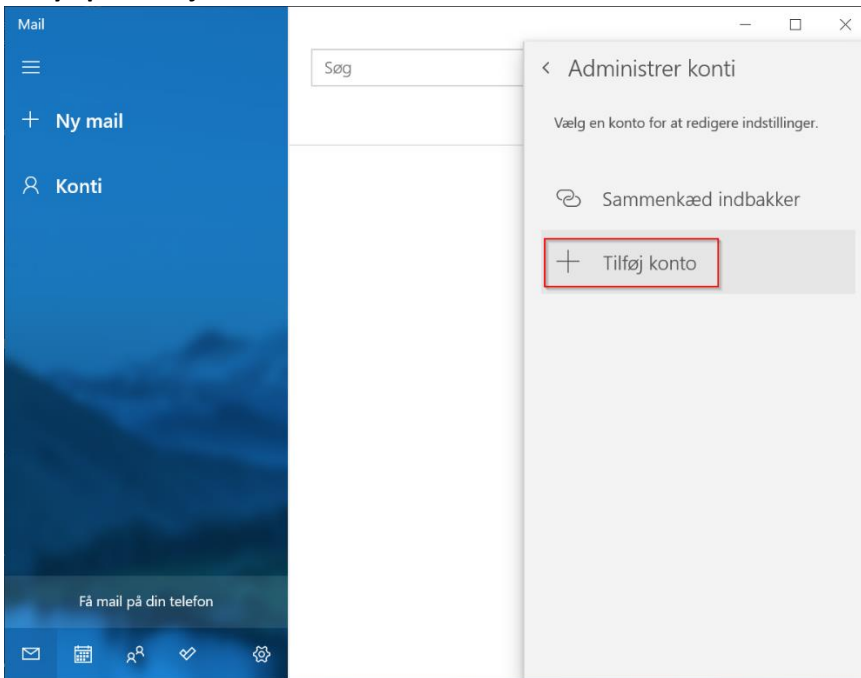 Mail
Søg
Administrer konti
Ny mail
Vælg en konto for at redigere indstillinger.
Konti
Sammenkæd indbakker
Tilføj konto
Få mail på din telefon